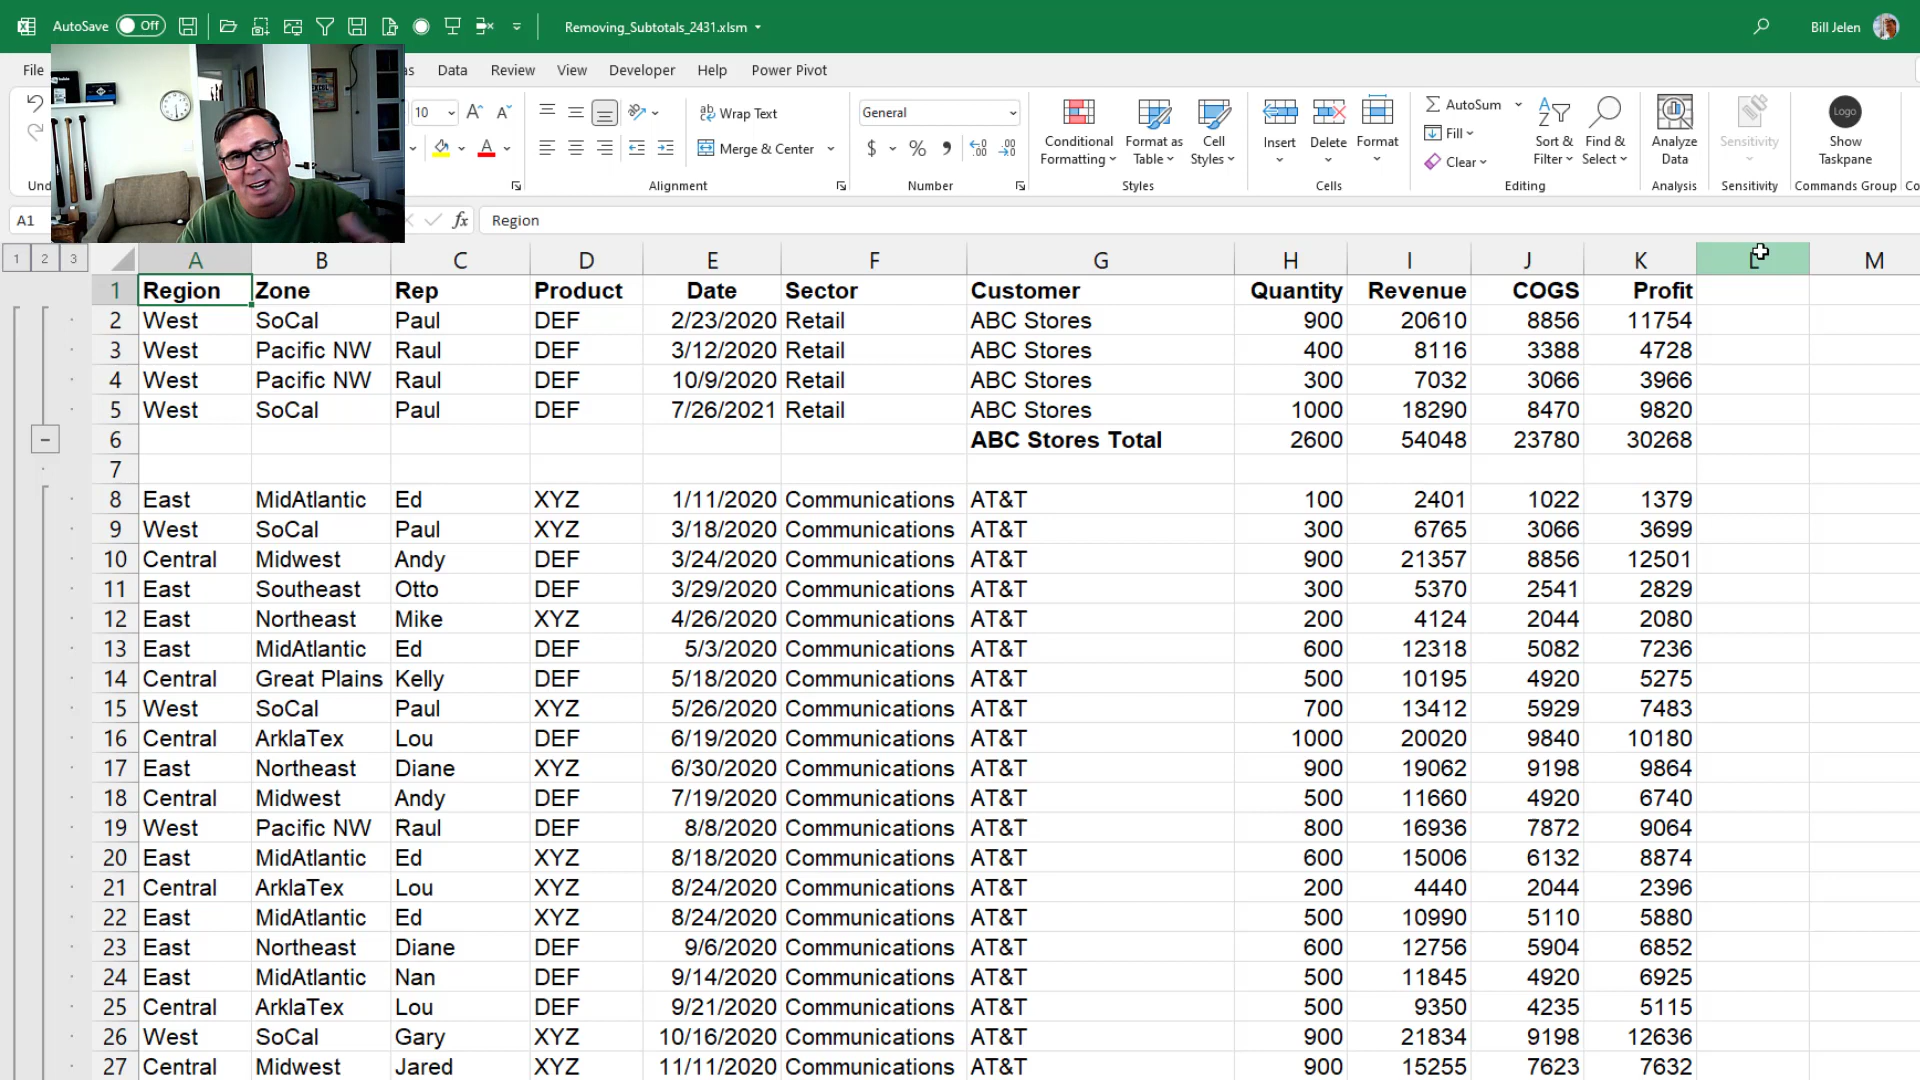 AutoSave Off Removing_Subtotals_2431.xlsm Bill Jelen
File Data Review View Developer Help Power Pivot
10 Wrap Text General Conditional Formatting Format as Table Cell Styles Insert Delete Format AutoSum Fill Clear Sort & Filter Find & Select Analyze Data Sensitivity Logo Show Taskpane
Merge & Center $ % 9
Alignment Number Styles Cells Editing Analysis Sensitivity Commands Group
A1 fx Region
1 2 3 A B C D E F G H I J K L M
1 Region Zone Rep Product Date Sector Customer Quantity Revenue COGS Profit
2 West SoCal Paul DEF 2/23/2020 Retail ABC Stores 900 20610 8856 11754
3 West Pacific NW Raul DEF 3/12/2020 Retail ABC Stores 400 8116 3388 4728
4 West Pacific NW Raul DEF 10/9/2020 Retail ABC Stores 300 7032 3066 3966
5 West SoCal Paul DEF 7/26/2021 Retail ABC Stores 1000 18290 8470 9820
6 ABC Stores Total 2600 54048 23780 30268
7
8 East MidAtlantic Ed XYZ 1/11/2020 Communications AT&T 100 2401 1022 1379
9 West SoCal Paul XYZ 3/18/2020 Communications AT&T 300 6765 3066 3699
10 Central Midwest Andy DEF 3/24/2020 Communications AT&T 900 21357 8856 12501
11 East Southeast Otto DEF 3/29/2020 Communications AT&T 300 5370 2541 2829
12 East Northeast Mike XYZ 4/26/2020 Communications AT&T 200 4124 2044 2080
13 East MidAtlantic Ed DEF 5/3/2020 Communications AT&T 600 12318 5082 7236
14 Central Great Plains Kelly DEF 5/18/2020 Communications AT&T 500 10195 4920 5275
15 West SoCal Paul XYZ 5/26/2020 Communications AT&T 700 13412 5929 7483
16 Central ArklaTex Lou DEF 6/19/2020 Communications AT&T 1000 20020 9840 10180
17 East Northeast Diane XYZ 6/30/2020 Communications AT&T 900 19062 9198 9864
18 Central Midwest Andy DEF 7/19/2020 Communications AT&T 500 11660 4920 6740
19 West Pacific NW Raul DEF 8/8/2020 Communications AT&T 800 16936 7872 9064
20 East MidAtlantic Ed XYZ 8/18/2020 Communications AT&T 600 15006 6132 8874
21 Central ArklaTex Lou XYZ 8/24/2020 Communications AT&T 200 4440 2044 2396
22 East MidAtlantic Ed XYZ 8/24/2020 Communications AT&T 500 10990 5110 5880
23 East Northeast Diane DEF 9/6/2020 Communications AT&T 600 12756 5904 6852
24 East MidAtlantic Nan DEF 9/14/2020 Communications AT&T 500 11845 4920 6925
25 Central ArklaTex Lou DEF 9/21/2020 Communications AT&T 500 9350 4235 5115
26 West SoCal Gary XYZ 10/16/2020 Communications AT&T 900 21834 9198 12636
27 Central Midwest Jared XYZ 11/11/2020 Communications AT&T 900 15255 7623 7632